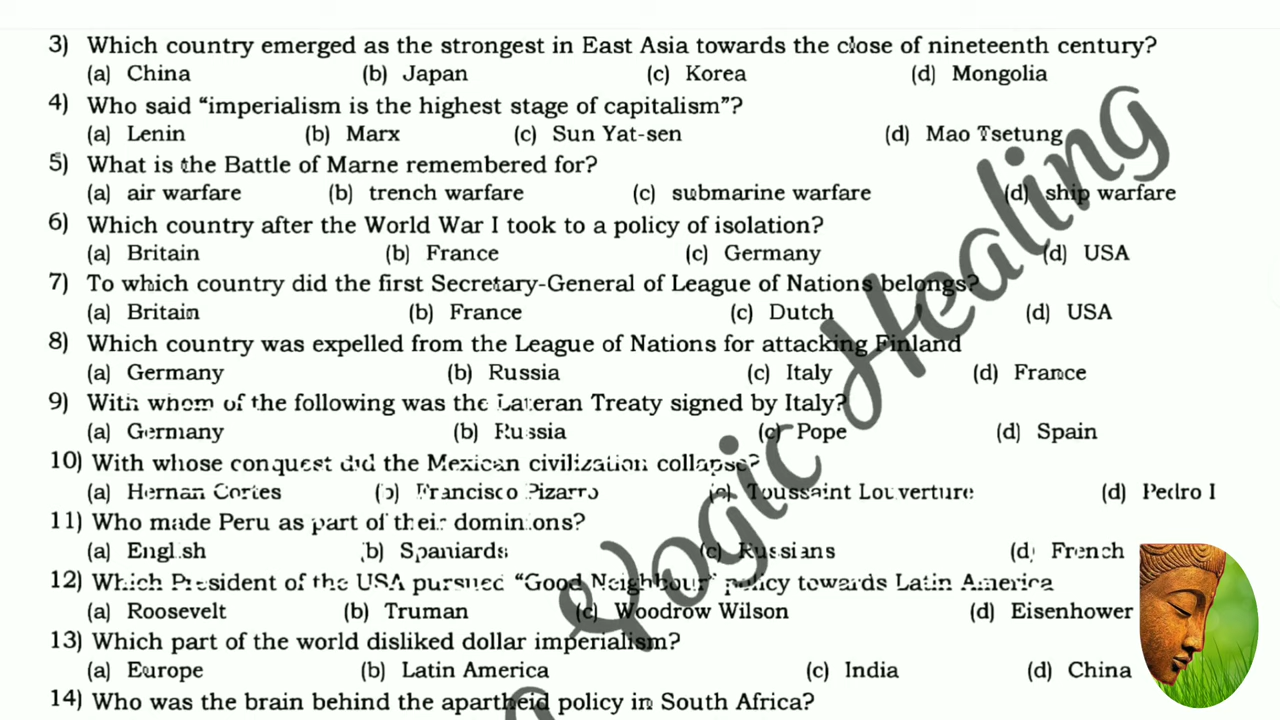 3) Which country emerged as the strongest in East Asia towards the close of nineteenth century?
(a) China (b) Japan (c) Korea (d) Mongolia
4) Who said “imperialism is the highest stage of capitalism”?
(a) Lenin (b) Marx (c) Sun Yat-sen (d) Mao Tsetung
5) What is the Battle of Marne remembered for?
(a) air warfare (b) trench warfare (c) submarine warfare (d) ship warfare
6) Which country after the World War I took to a policy of isolation?
(a) Britain (b) France (c) Germany (d) USA
7) To which country did the first Secretary-General of League of Nations belongs?
(a) Britain (b) France (c) Dutch (d) USA
8) Which country was expelled from the League of Nations for attacking Finland
(a) Germany (b) Russia (c) Italy (d) France
9) With whom of the following was the Lateran Treaty signed by Italy?
(a) Germany (b) Russia (c) Pope (d) Spain
10) With whose conquest did the Mexican civilization collapse?
(a) Hernan Cortes (b) Francisco Pizarro (c) Toussaint Louverture (d) Pedro I
11) Who made Peru as part of their dominions?
(a) English (b) Spaniards (c) Russians (d) French
12) Which President of the USA pursued “Good Neighbour” policy towards Latin America
(a) Roosevelt (b) Truman (c) Woodrow Wilson (d) Eisenhower
13) Which part of the world disliked dollar imperialism?
(a) Europe (b) Latin America (c) India (d) China
14) Who was the brain behind the apartheid policy in South Africa?
Yogic Healing